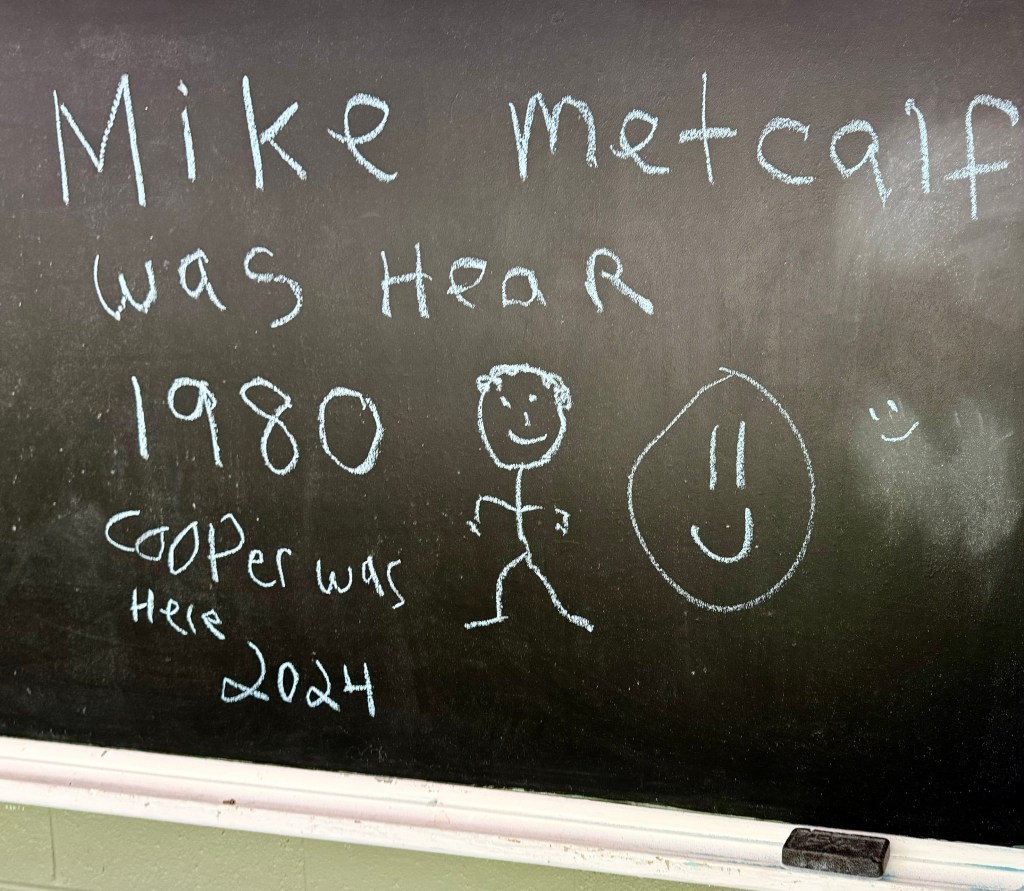 Mike metcalf
was HeaR
1980
Cooper was
Here
2024